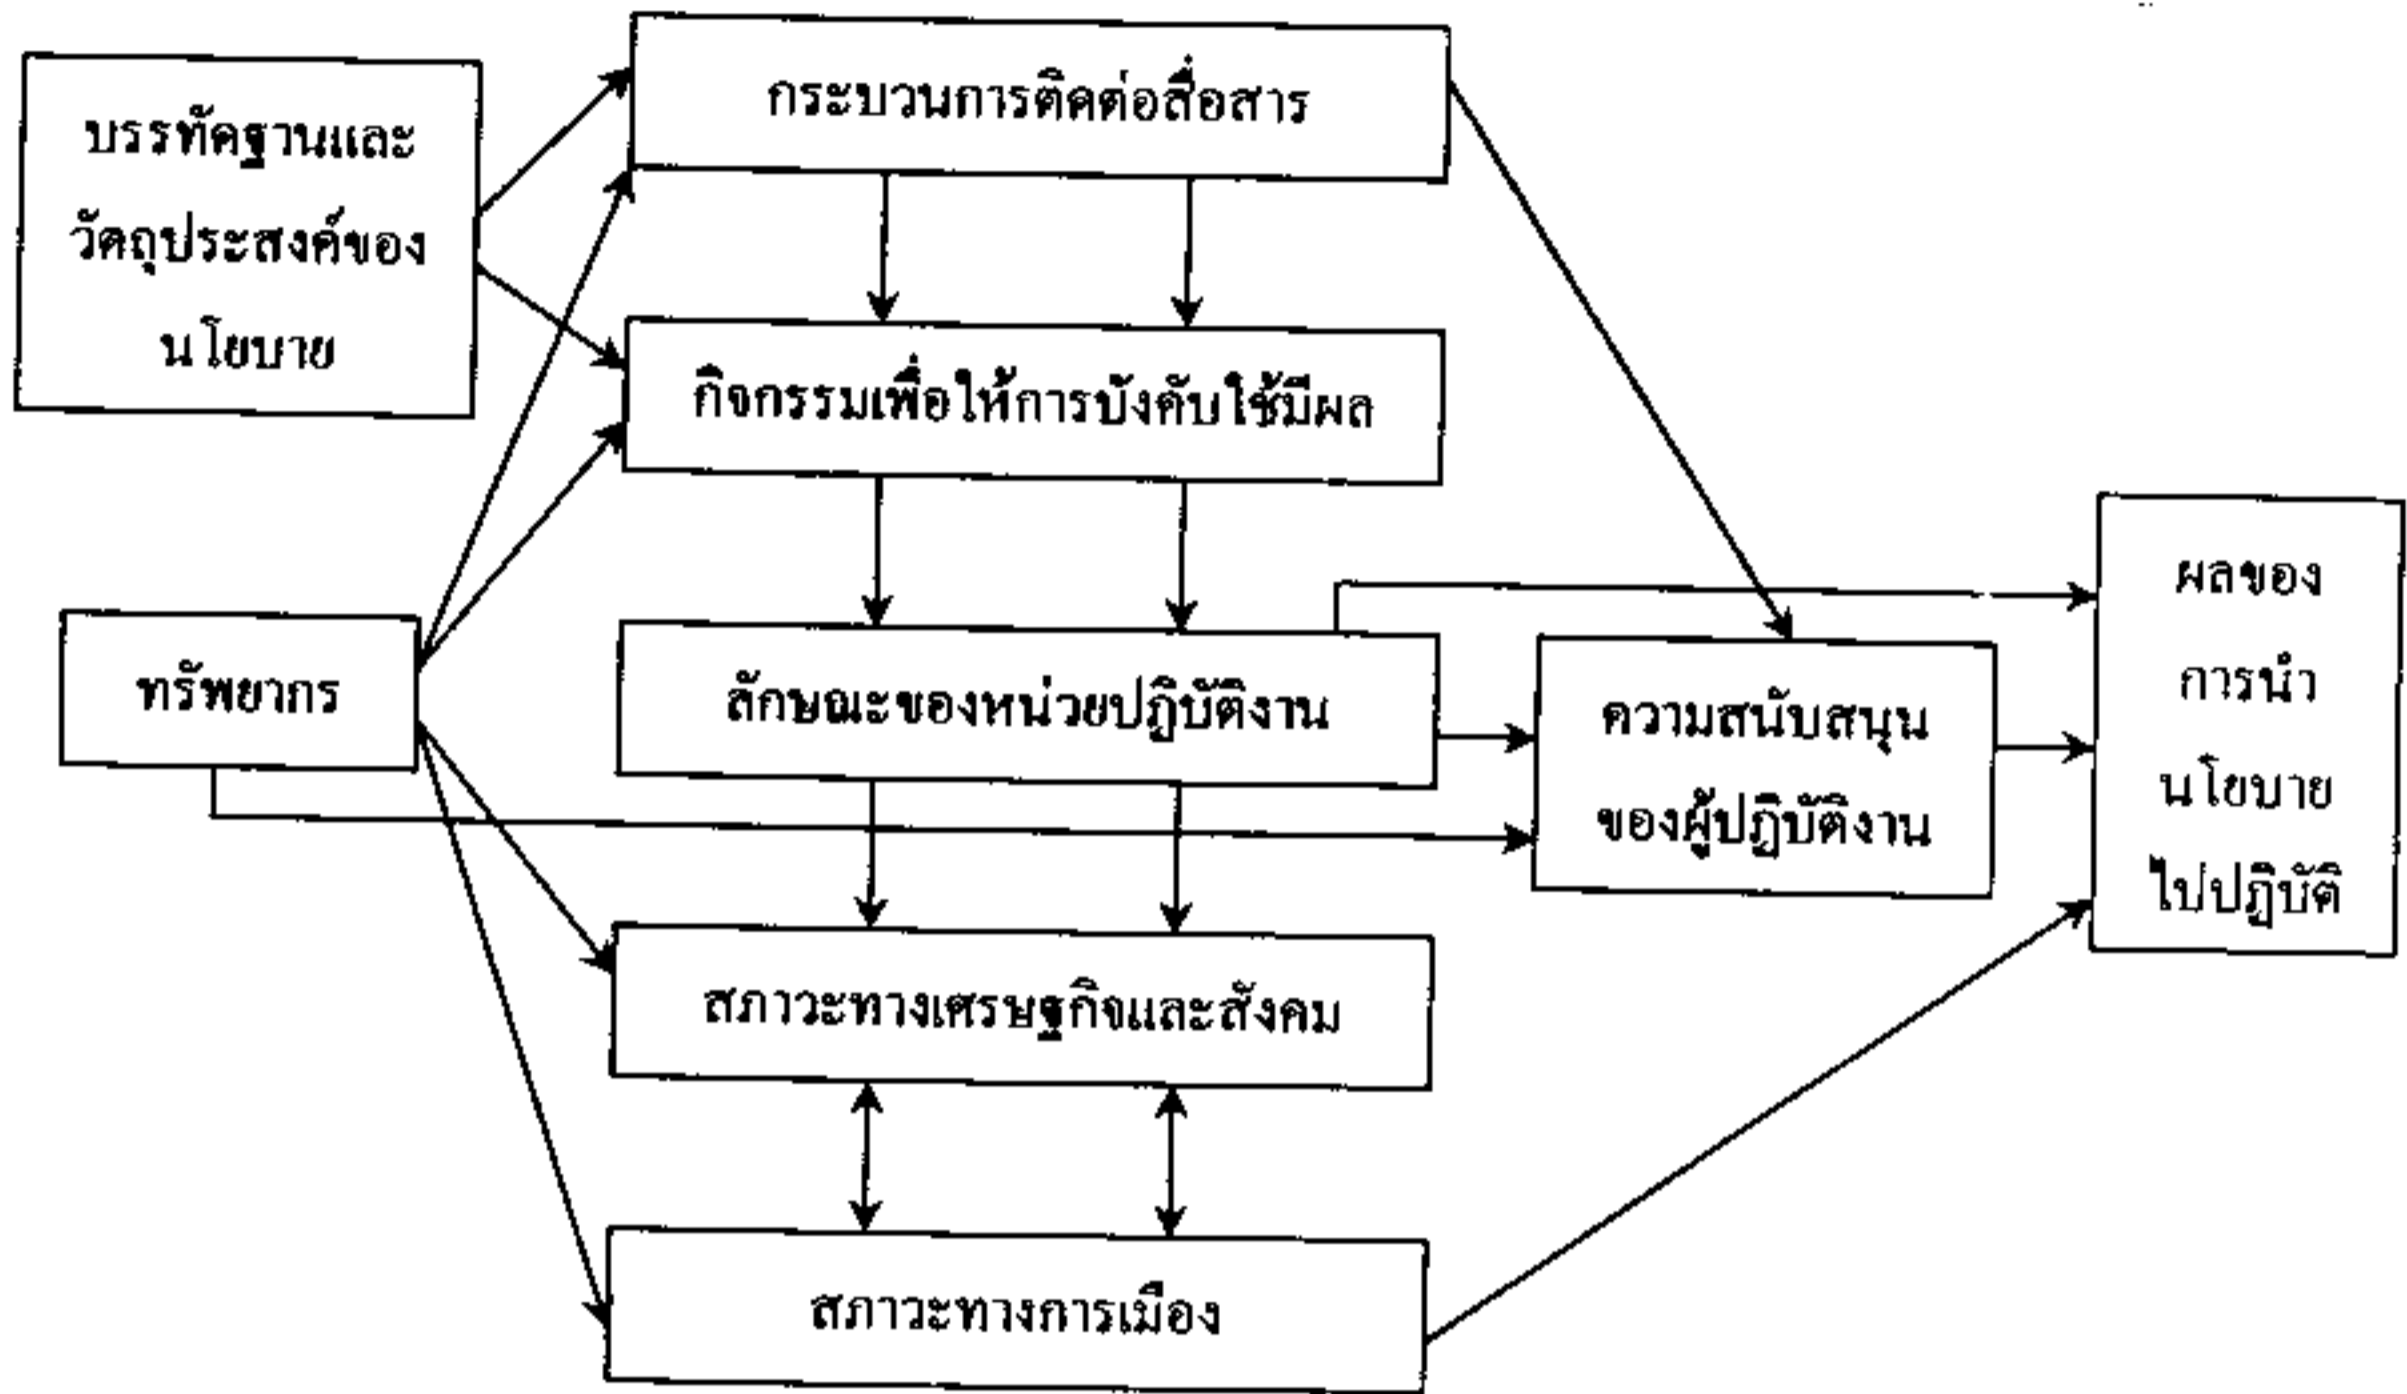 บรรทัดฐานและ
วัตถุประสงค์ของ
นโยบาย
ทรัพยากร
กระบวนการติดต่อสื่อสาร
กิจกรรมเพื่อให้การบังคับใช้มีผล
ลักษณะของหน่วยปฏิบัติงาน
สภาวะทางเศรษฐกิจและสังคม
สภาวะทางการเมือง
ความสนับสนุน
ของผู้ปฏิบัติงาน
ผลของ
การนำ
นโยบาย
ไปปฏิบัติ